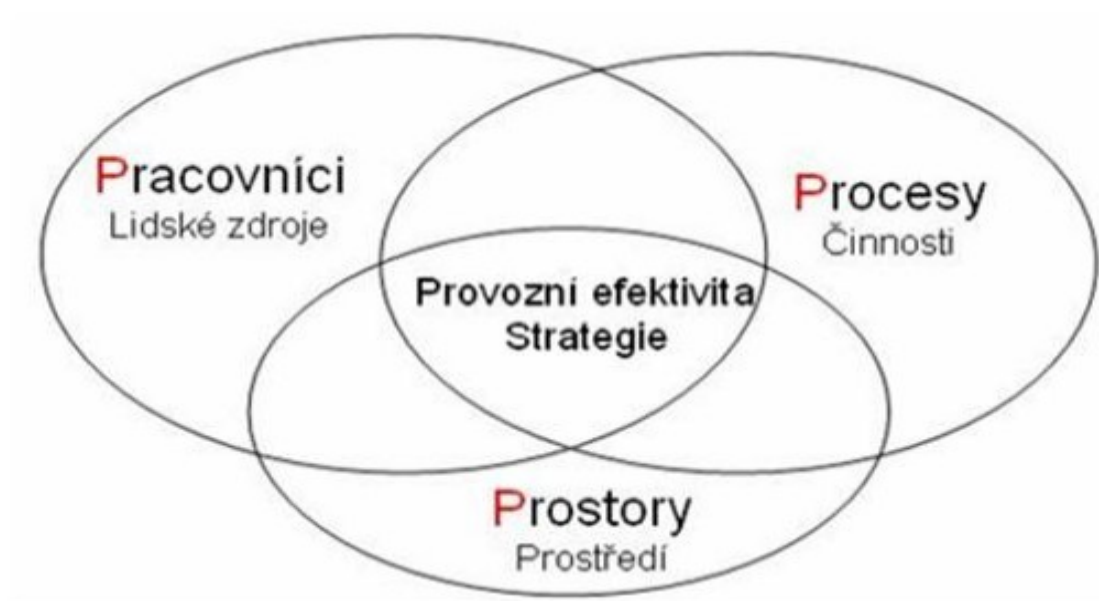 Pracovníci
Lidské zdroje
Procesy
Činnosti
Provozní efektivita
Strategie
Prostory
Prostředí